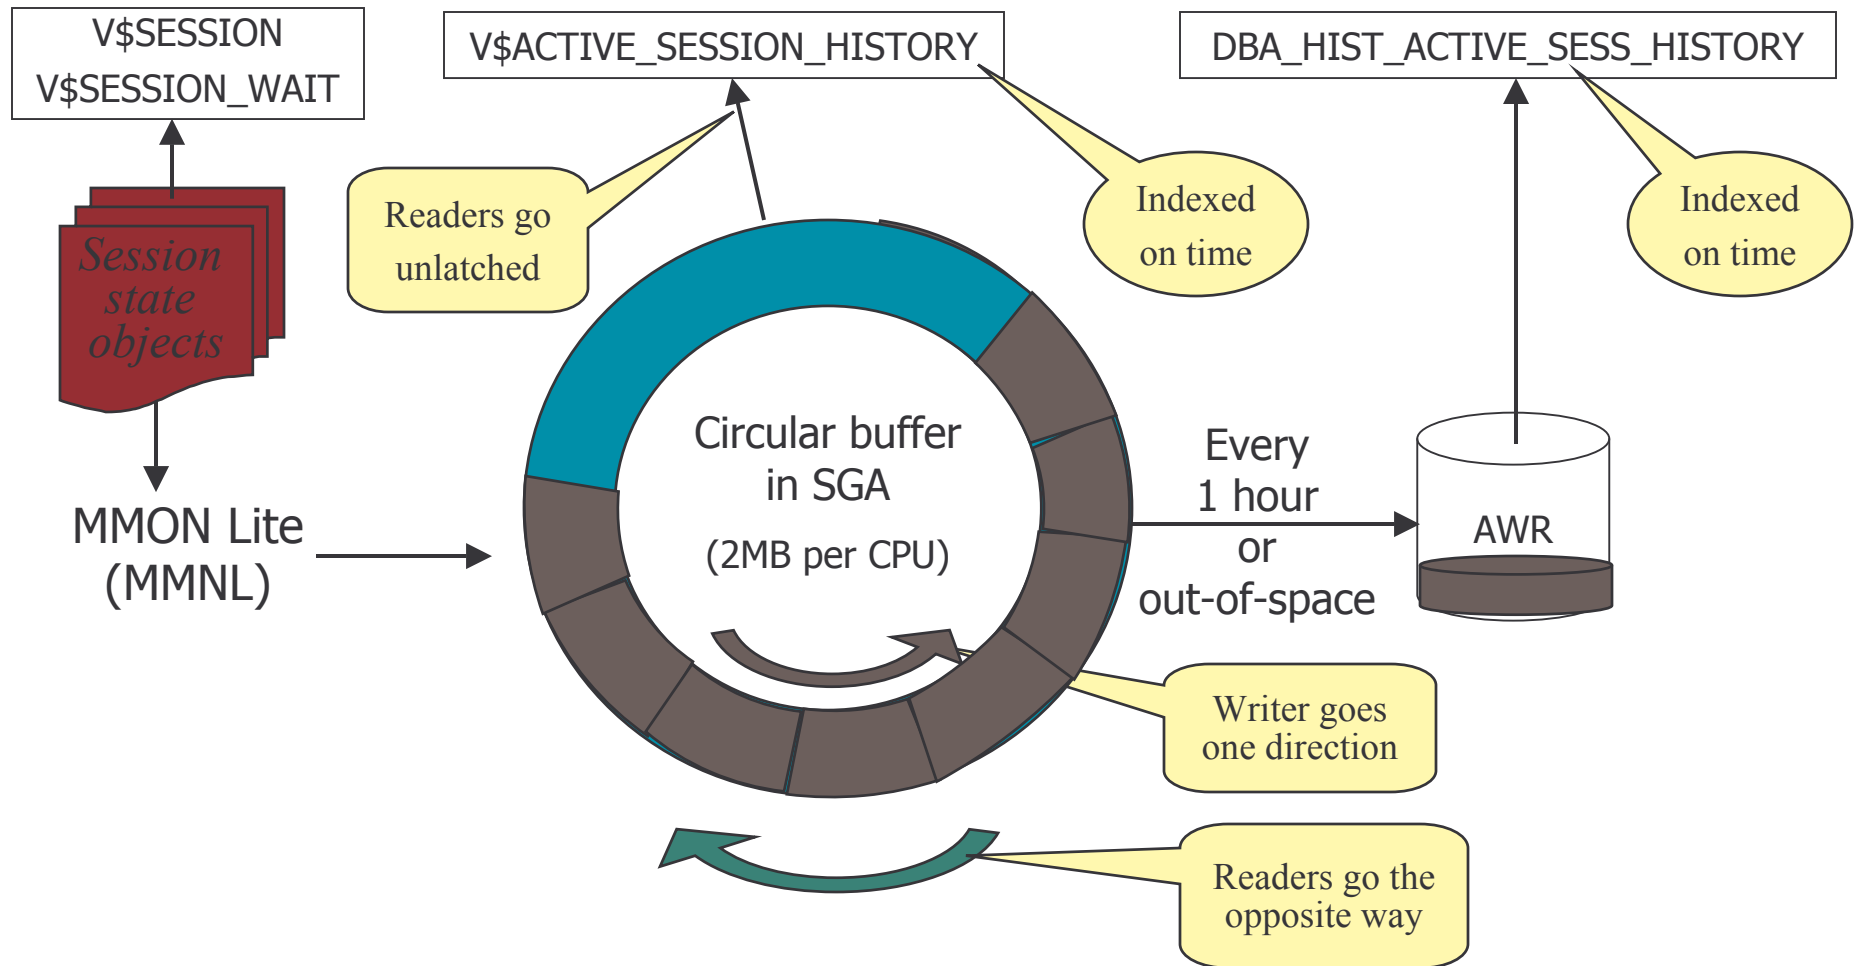 V$SESSION
V$SESSION_WAIT
V$ACTIVE_SESSION_HISTORY
DBA_HIST_ACTIVE_SESS_HISTORY
Readers go
unlatched
Indexed
on time
Indexed
on time
Session
state
objects
MMON Lite
(MMNL)
Circular buffer
in SGA
(2MB per CPU)
Every
1 hour
or
out-of-space
AWR
Writer goes
one direction
Readers go the
opposite way